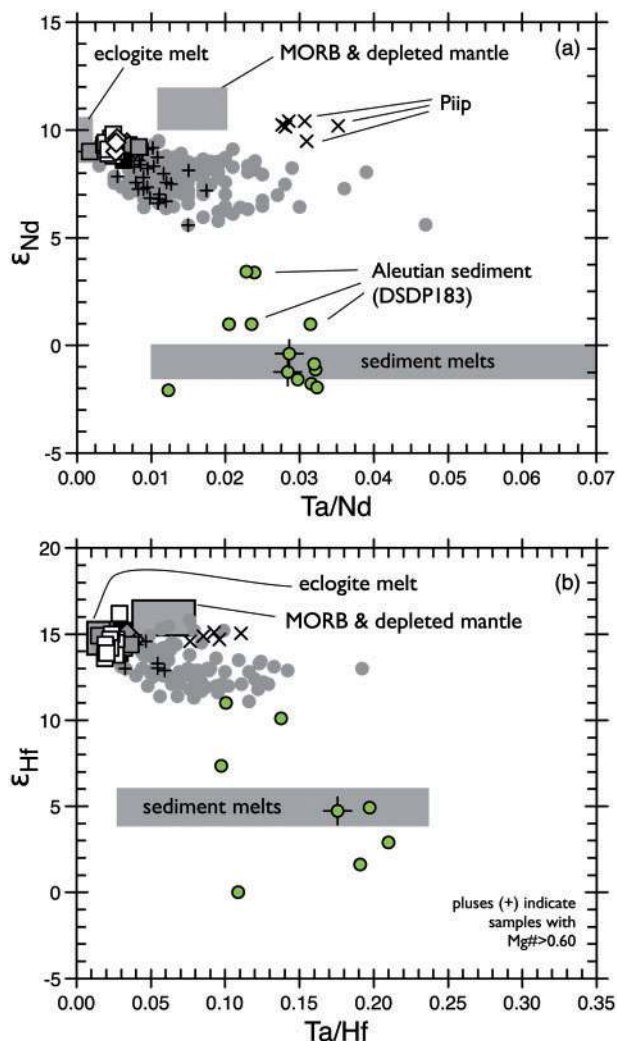 (a)
eclogite melt
MORB & depleted mantle
Piip
Aleutian sediment
(DSDP183)
sediment melts
15
10
5
0
-5
εNd
0.00 0.01 0.02 0.03 0.04 0.05 0.06 0.07
Ta/Nd
(b)
eclogite melt
MORB & depleted mantle
sediment melts
pluses (+) indicate
samples with
Mg#>0.60
20
15
10
5
0
-5
εHf
0.00 0.05 0.10 0.15 0.20 0.25 0.30 0.35
Ta/Hf